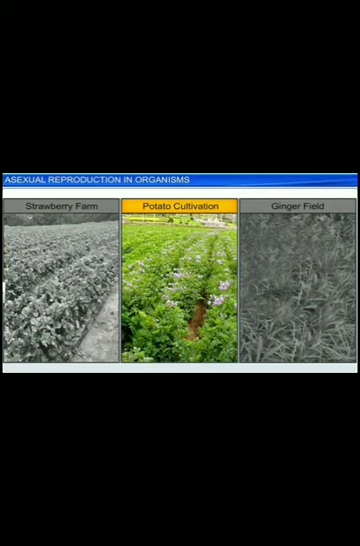 ASEXUAL REPRODUCTION IN ORGANISMS
Strawberry Farm
Potato Cultivation
Ginger Field